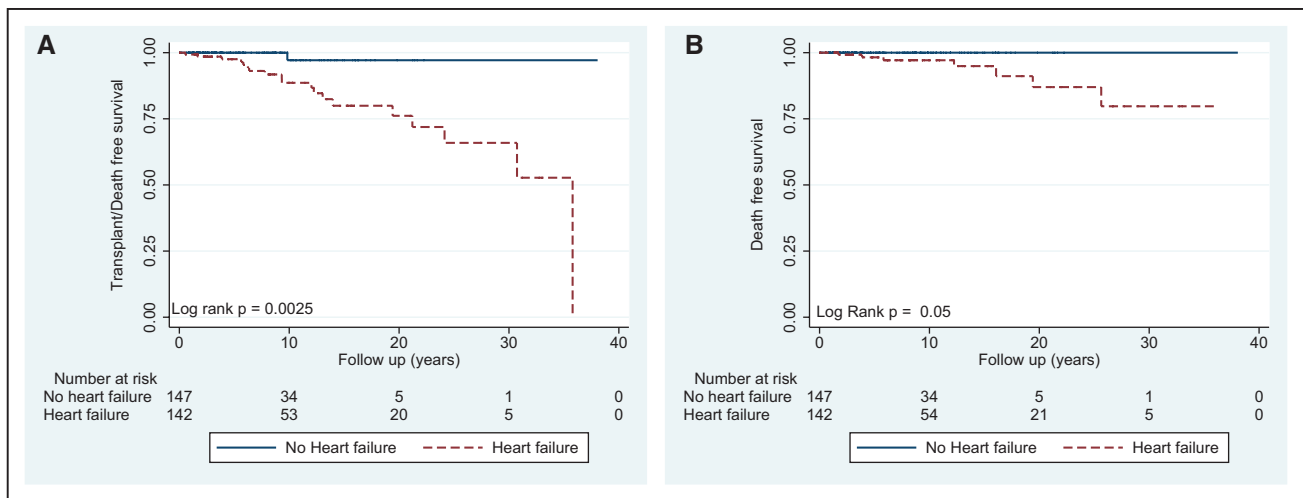 A
Transplant/Death free survival
1.00
0.75
0.50
0.25
0.00
Log rank p = 0.0025
0 10 20 30 40
Follow up (years)
Number at risk
No heart failure 147 34 5 1 0
Heart failure 142 53 20 5 0
No Heart failure Heart failure
B
Death free survival
1.00
0.75
0.50
0.25
0.00
Log Rank p = 0.05
0 10 20 30 40
Follow up (years)
Number at risk
No heart failure 147 34 5 1 0
Heart failure 142 54 21 5 0
No Heart failure Heart failure